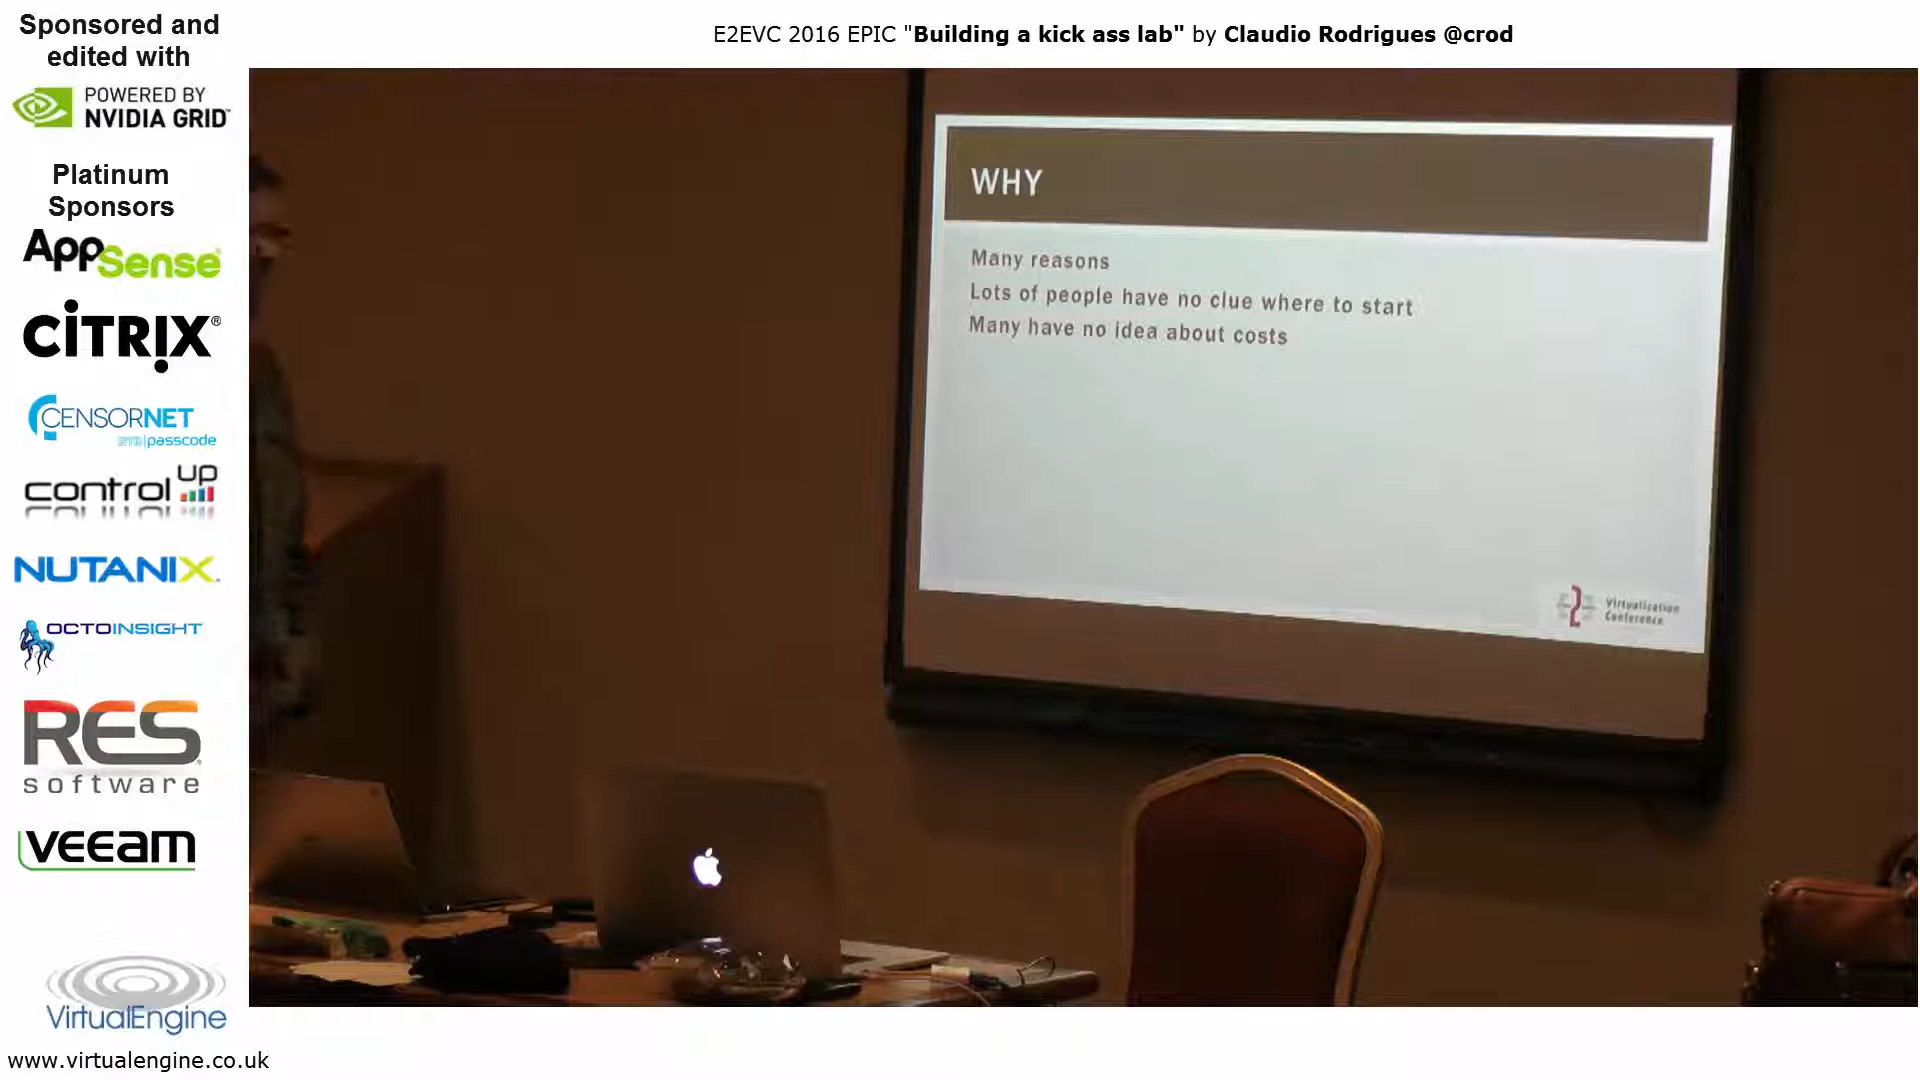 Sponsored and
edited with
POWERED BY
NVIDIA GRID™
Platinum
Sponsors
AppSense®
CITRIX®
CENSORNET
SMS|passcode
control UP
NUTANIX.
OCTOINSIGHT
RES
software
veeam
VirtualEngine
www.virtualengine.co.uk
E2EVC 2016 EPIC "Building a kick ass lab" by Claudio Rodrigues @crod
WHY
Many reasons
Lots of people have no clue where to start
Many have no idea about costs
Virtualization
Conference